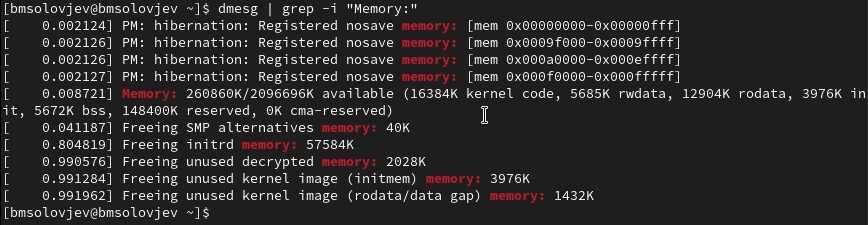 [bmsolovjev@bmsolovjev ~]$ dmesg | grep -i "Memory:"
[    0.002124] PM: hibernation: Registered nosave memory: [mem 0x00000000-0x00000fff]
[    0.002126] PM: hibernation: Registered nosave memory: [mem 0x0009f000-0x0009ffff]
[    0.002126] PM: hibernation: Registered nosave memory: [mem 0x000a0000-0x000effff]
[    0.002127] PM: hibernation: Registered nosave memory: [mem 0x000f0000-0x000fffff]
[    0.008721] Memory: 260860K/2096696K available (16384K kernel code, 5685K rwdata, 12904K rodata, 3976K in
it, 5672K bss, 148400K reserved, 0K cma-reserved)
[    0.041187] Freeing SMP alternatives memory: 40K
[    0.804819] Freeing initrd memory: 57584K
[    0.990576] Freeing unused decrypted memory: 2028K
[    0.991284] Freeing unused kernel image (initmem) memory: 3976K
[    0.991962] Freeing unused kernel image (rodata/data gap) memory: 1432K
[bmsolovjev@bmsolovjev ~]$